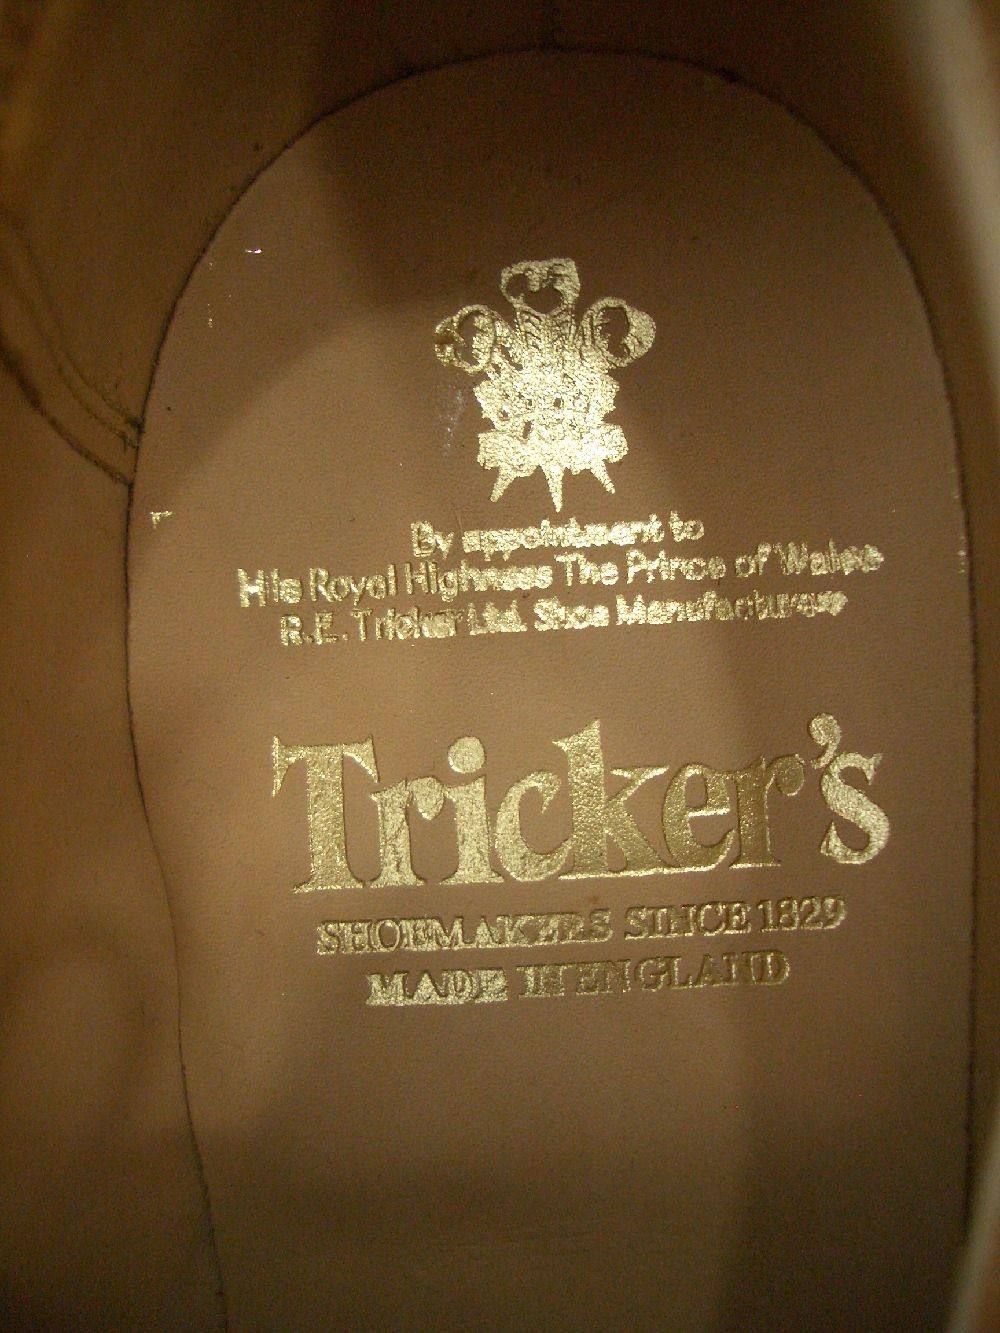 By appointment to
His Royal Highness The Prince of Wales
R.E. Tricker Ltd. Shoe Manufacturers
Tricker's
SHOEMAKERS SINCE 1829
MADE IN ENGLAND